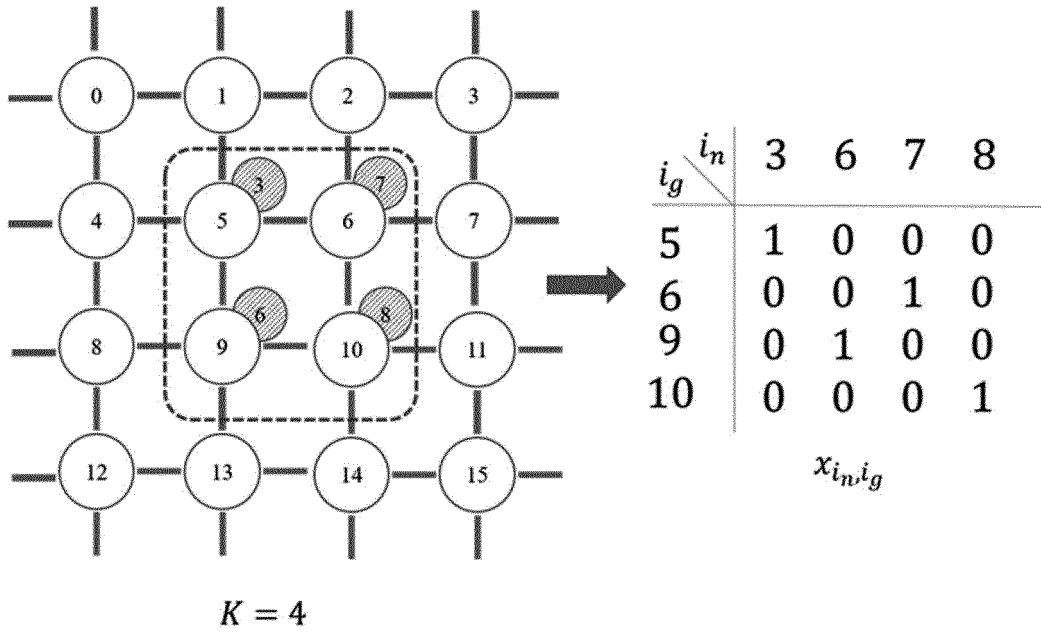 0 1 2 3
3 7
4 5 6 7
6 8
8 9 10 11
12 13 14 15
K = 4
i_n 3 6 7 8
i_g
5 1 0 0 0
6 0 0 1 0
9 0 1 0 0
10 0 0 0 1
x_{i_n,i_g}